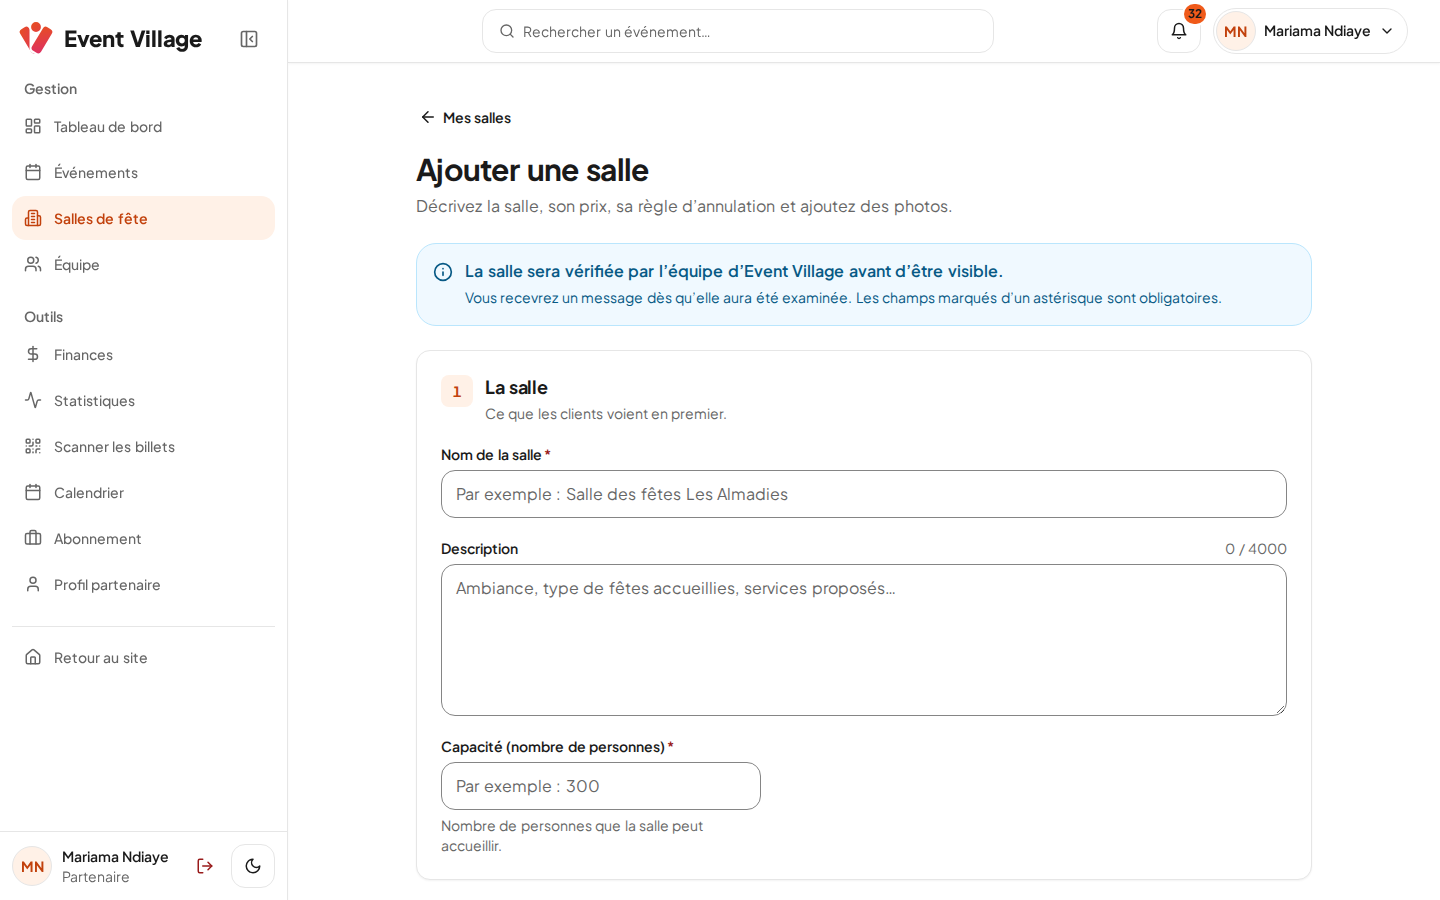 Event Village
Gestion
Tableau de bord
Événements
Salles de fête
Équipe
Outils
Finances
Statistiques
Scanner les billets
Calendrier
Abonnement
Profil partenaire
Retour au site
MN
Mariama Ndiaye
Partenaire
Rechercher un événement…
32
MN
Mariama Ndiaye
Mes salles
Ajouter une salle
Décrivez la salle, son prix, sa règle d’annulation et ajoutez des photos.
La salle sera vérifiée par l’équipe d’Event Village avant d’être visible.
Vous recevrez un message dès qu’elle aura été examinée. Les champs marqués d’un astérisque sont obligatoires.
1
La salle
Ce que les clients voient en premier.
Nom de la salle *
Par exemple : Salle des fêtes Les Almadies
Description
0 / 4000
Ambiance, type de fêtes accueillies, services proposés…
Capacité (nombre de personnes) *
Par exemple : 300
Nombre de personnes que la salle peut
accueillir.